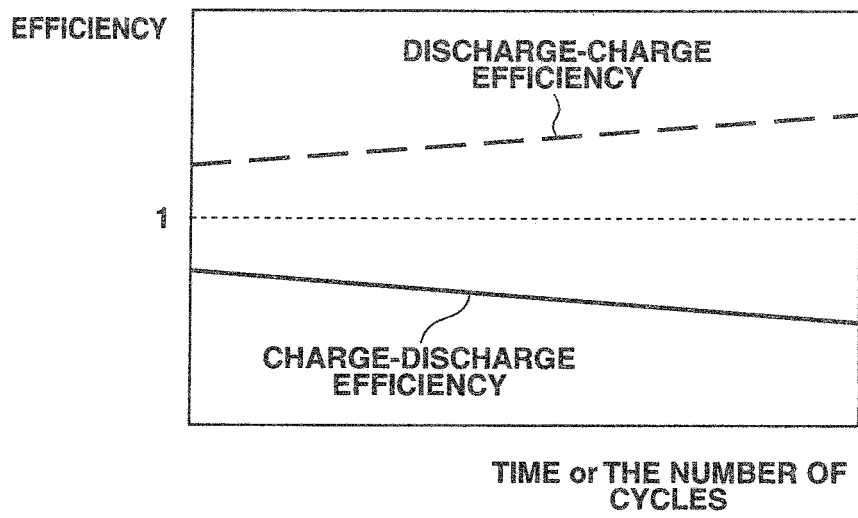 EFFICIENCY
DISCHARGE-CHARGE
EFFICIENCY
1
CHARGE-DISCHARGE
EFFICIENCY
TIME or THE NUMBER OF
CYCLES